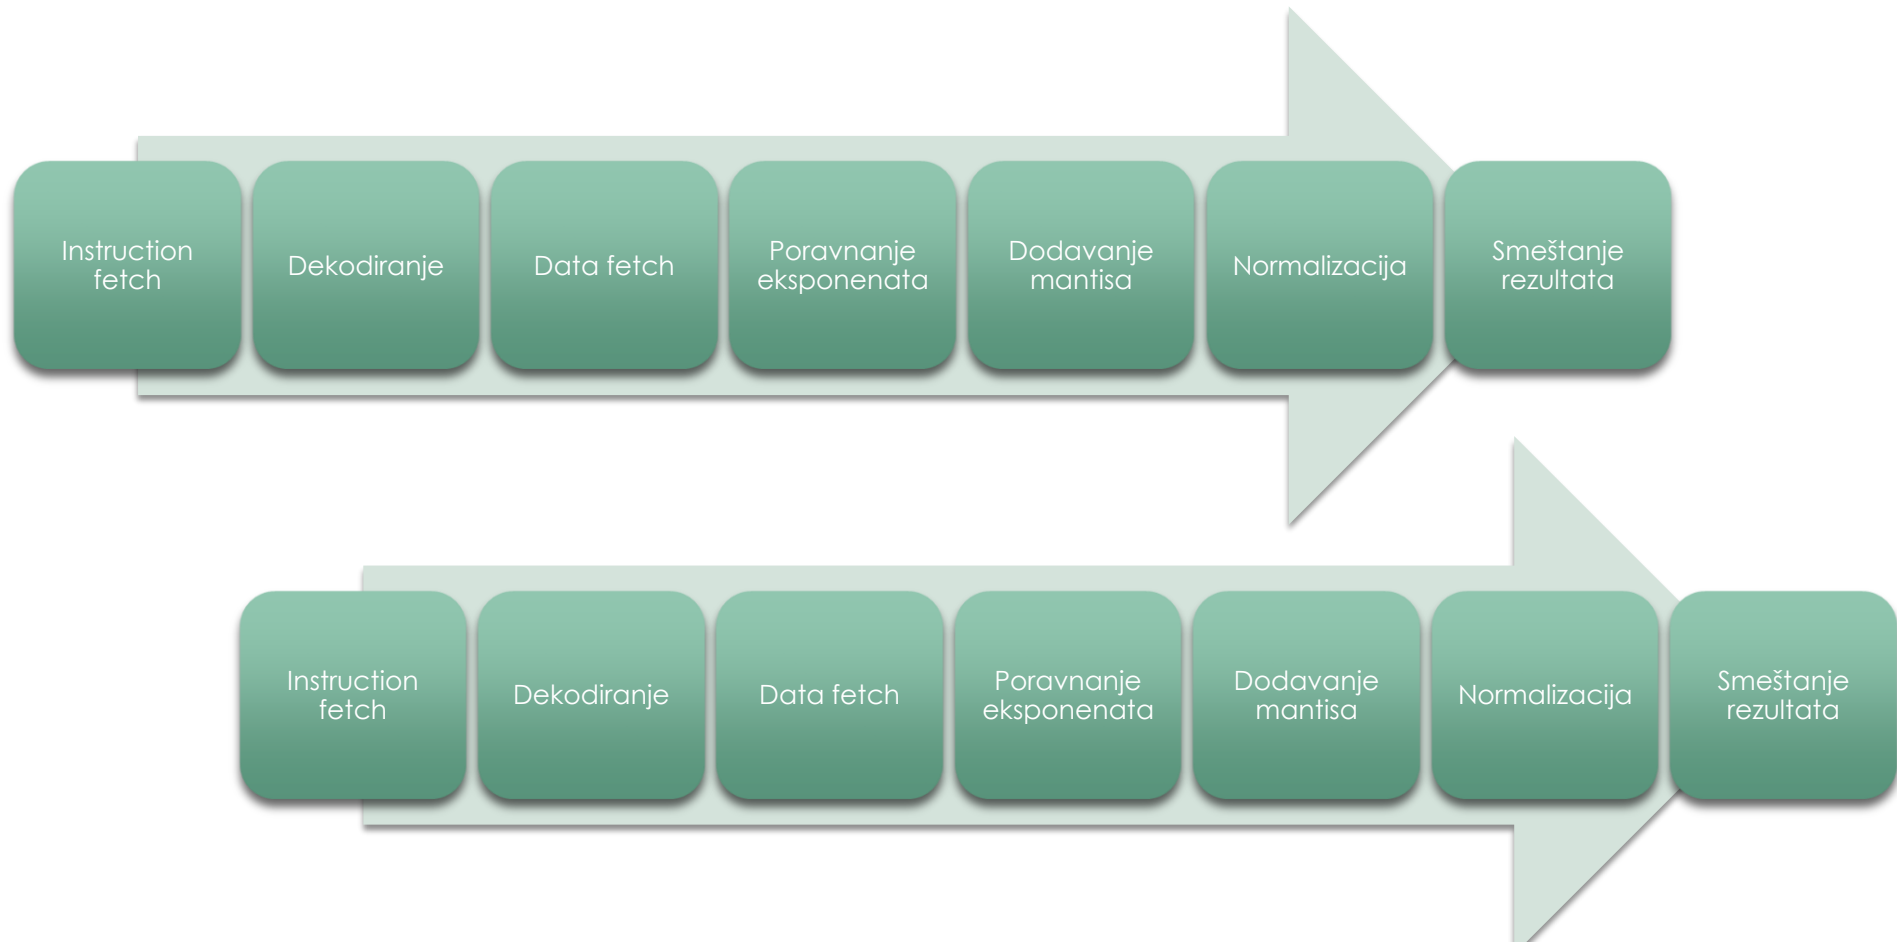 Instruction
fetch
Dekodiranje
Data fetch
Poravnanje
eksponenata
Dodavanje
mantisa
Normalizacija
Smeštanje
rezultata
Instruction
fetch
Dekodiranje
Data fetch
Poravnanje
eksponenata
Dodavanje
mantisa
Normalizacija
Smeštanje
rezultata